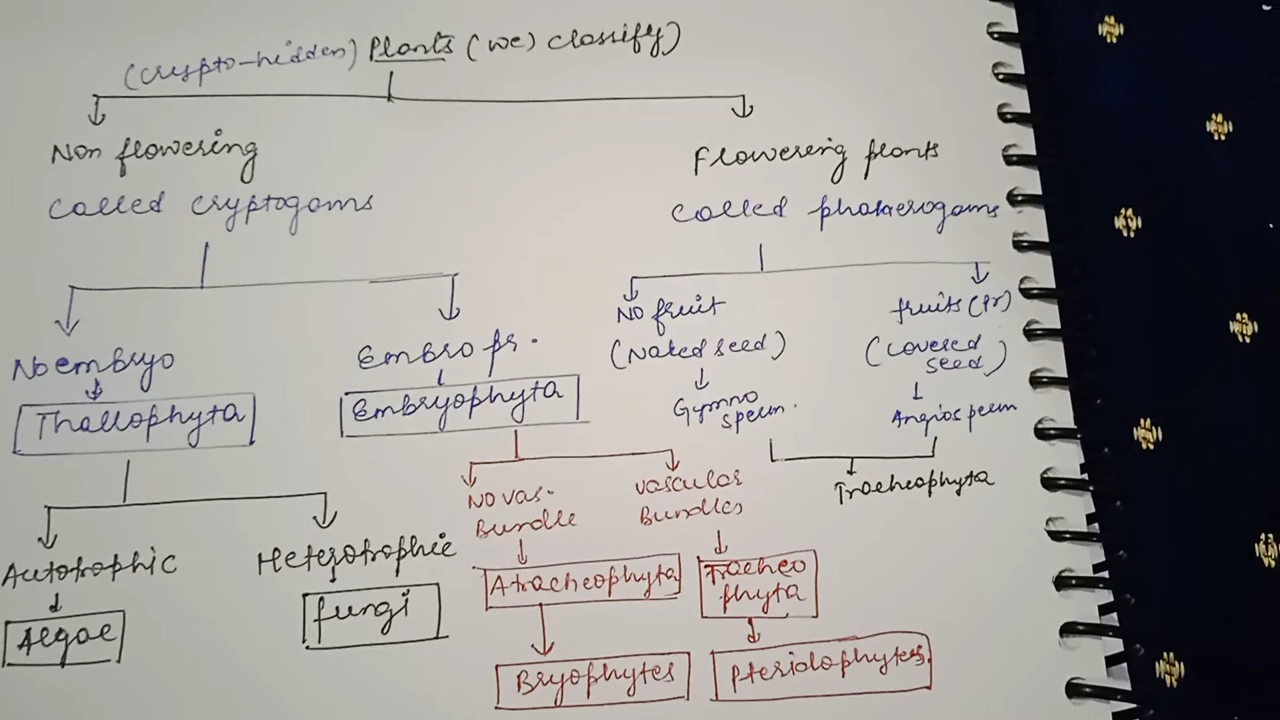 (crypto-hidden) Plants (we) classify)
Non flowering
called cryptogams
Flowering plants
called phanerogams
No embryo
Thallophyta
Embro pr.
Embryophyta
NO fruit
(Naked seed)
Gymno
sperm.
fruits (Pr)
(covered
seed)
Angiosperm
Tracheophyta
Autotrophic
Algae
Heterotrophic
fungi
NO vas.
Bundle
Atracheophyta
Bryophytes
vascular
Bundles
Tracheo
phyta
Pteridophytes